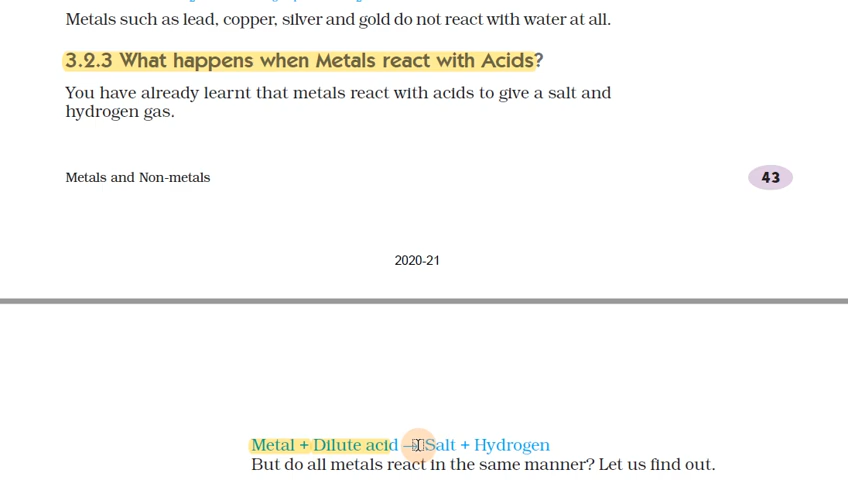 Metals such as lead, copper, silver and gold do not react with water at all.
3.2.3 What happens when Metals react with Acids?
You have already learnt that metals react with acids to give a salt and
hydrogen gas.
Metals and Non-metals
43
2020-21
Metal + Dilute acid → Salt + Hydrogen
But do all metals react in the same manner? Let us find out.